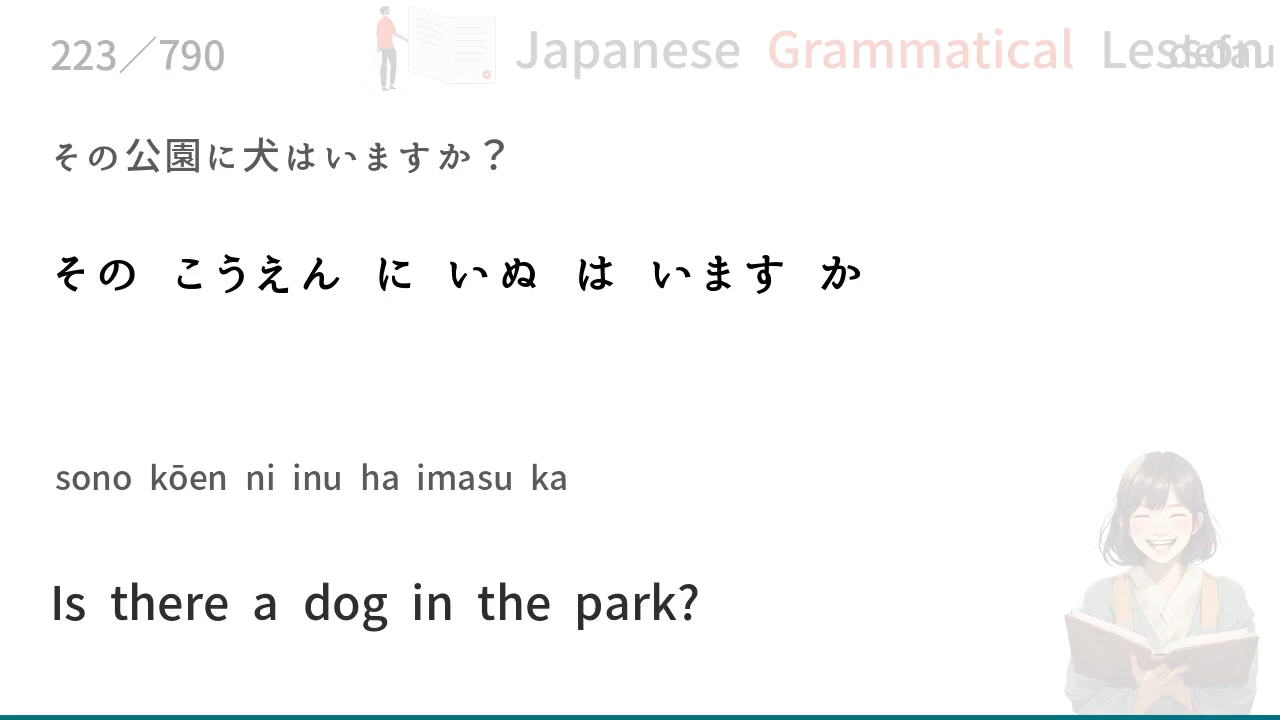 223／790
Japanese Grammatical Lesson
その公園に犬はいますか？
その こうえん に いぬ は います か
sono kōen ni inu ha imasu ka
Is there a dog in the park?